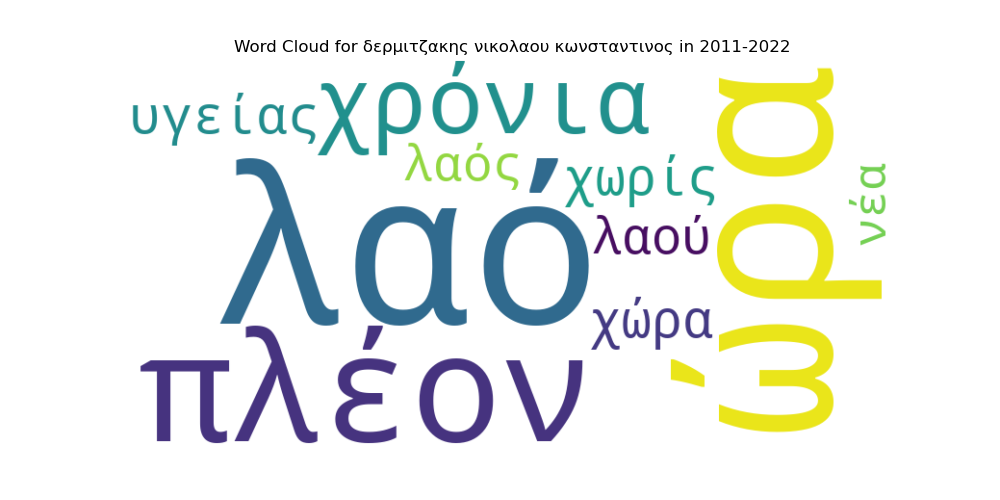 Word Cloud for δερμιτζακης νικολαου κωνσταντινος in 2011-2022
υγείας
χρόνια
λαός
χωρίς
λαό
λαού
ώρα
νέα
χώρα
πλέον